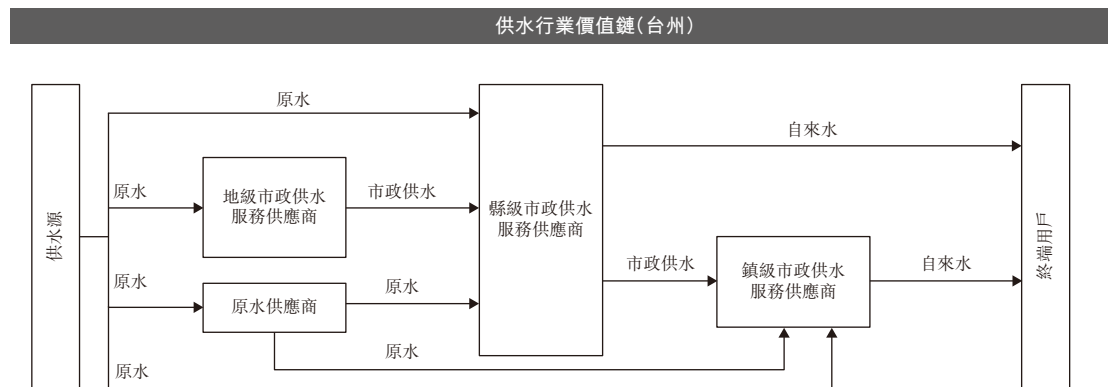 供水行業價值鏈(台州)
原水
自來水
原水
地級市政供水
服務供應商
市政供水
縣級市政供水
服務供應商
供水源
終端用戶
市政供水
鎮級市政供水
服務供應商
自來水
原水
原水供應商
原水
原水
原水